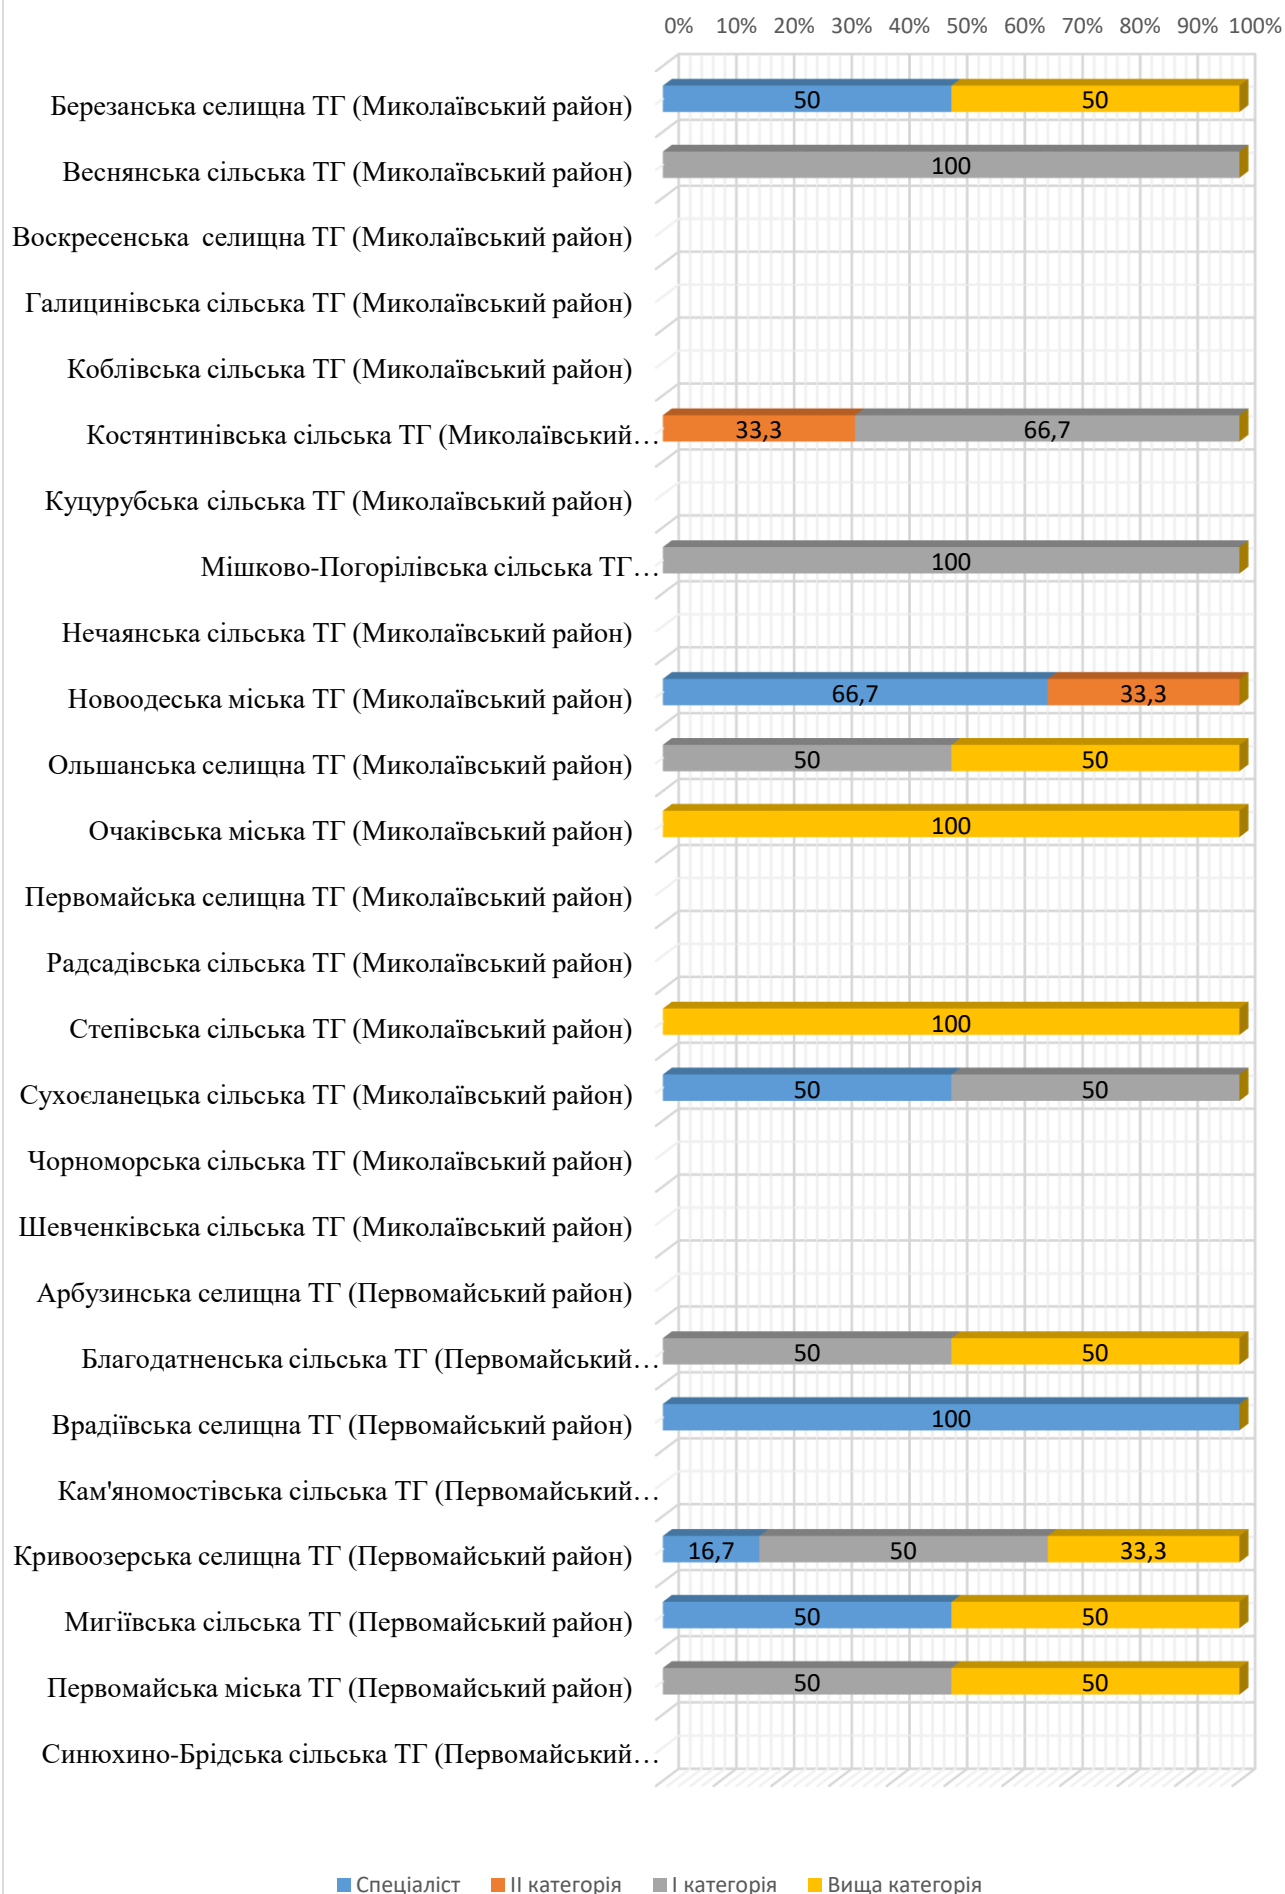 0% 10% 20% 30% 40% 50% 60% 70% 80% 90% 100%
Березанська селищна ТГ (Миколаївський район) 50 50
Веснянська сільська ТГ (Миколаївський район) 100
Воскресенська селищна ТГ (Миколаївський район)
Галицинівська сільська ТГ (Миколаївський район)
Коблівська сільська ТГ (Миколаївський район)
Костянтинівська сільська ТГ (Миколаївський… 33,3 66,7
Куцурубська сільська ТГ (Миколаївський район)
Мішково-Погорілівська сільська ТГ… 100
Нечаянська сільська ТГ (Миколаївський район)
Новоодеська міська ТГ (Миколаївський район) 66,7 33,3
Ольшанська селищна ТГ (Миколаївський район) 50 50
Очаківська міська ТГ (Миколаївський район) 100
Первомайська селищна ТГ (Миколаївський район)
Радсадівська сільська ТГ (Миколаївський район)
Степівська сільська ТГ (Миколаївський район) 100
Сухоєланецька сільська ТГ (Миколаївський район) 50 50
Чорноморська сільська ТГ (Миколаївський район)
Шевченківська сільська ТГ (Миколаївський район)
Арбузинська селищна ТГ (Первомайський район)
Благодатненська сільська ТГ (Первомайський… 50 50
Врадіївська селищна ТГ (Первомайський район) 100
Кам'яномостівська сільська ТГ (Первомайський…
Кривоозерська селищна ТГ (Первомайський район) 16,7 50 33,3
Мигіївська сільська ТГ (Первомайський район) 50 50
Первомайська міська ТГ (Первомайський район) 50 50
Синюхино-Брідська сільська ТГ (Первомайський…
Спеціаліст ІІ категорія І категорія Вища категорія